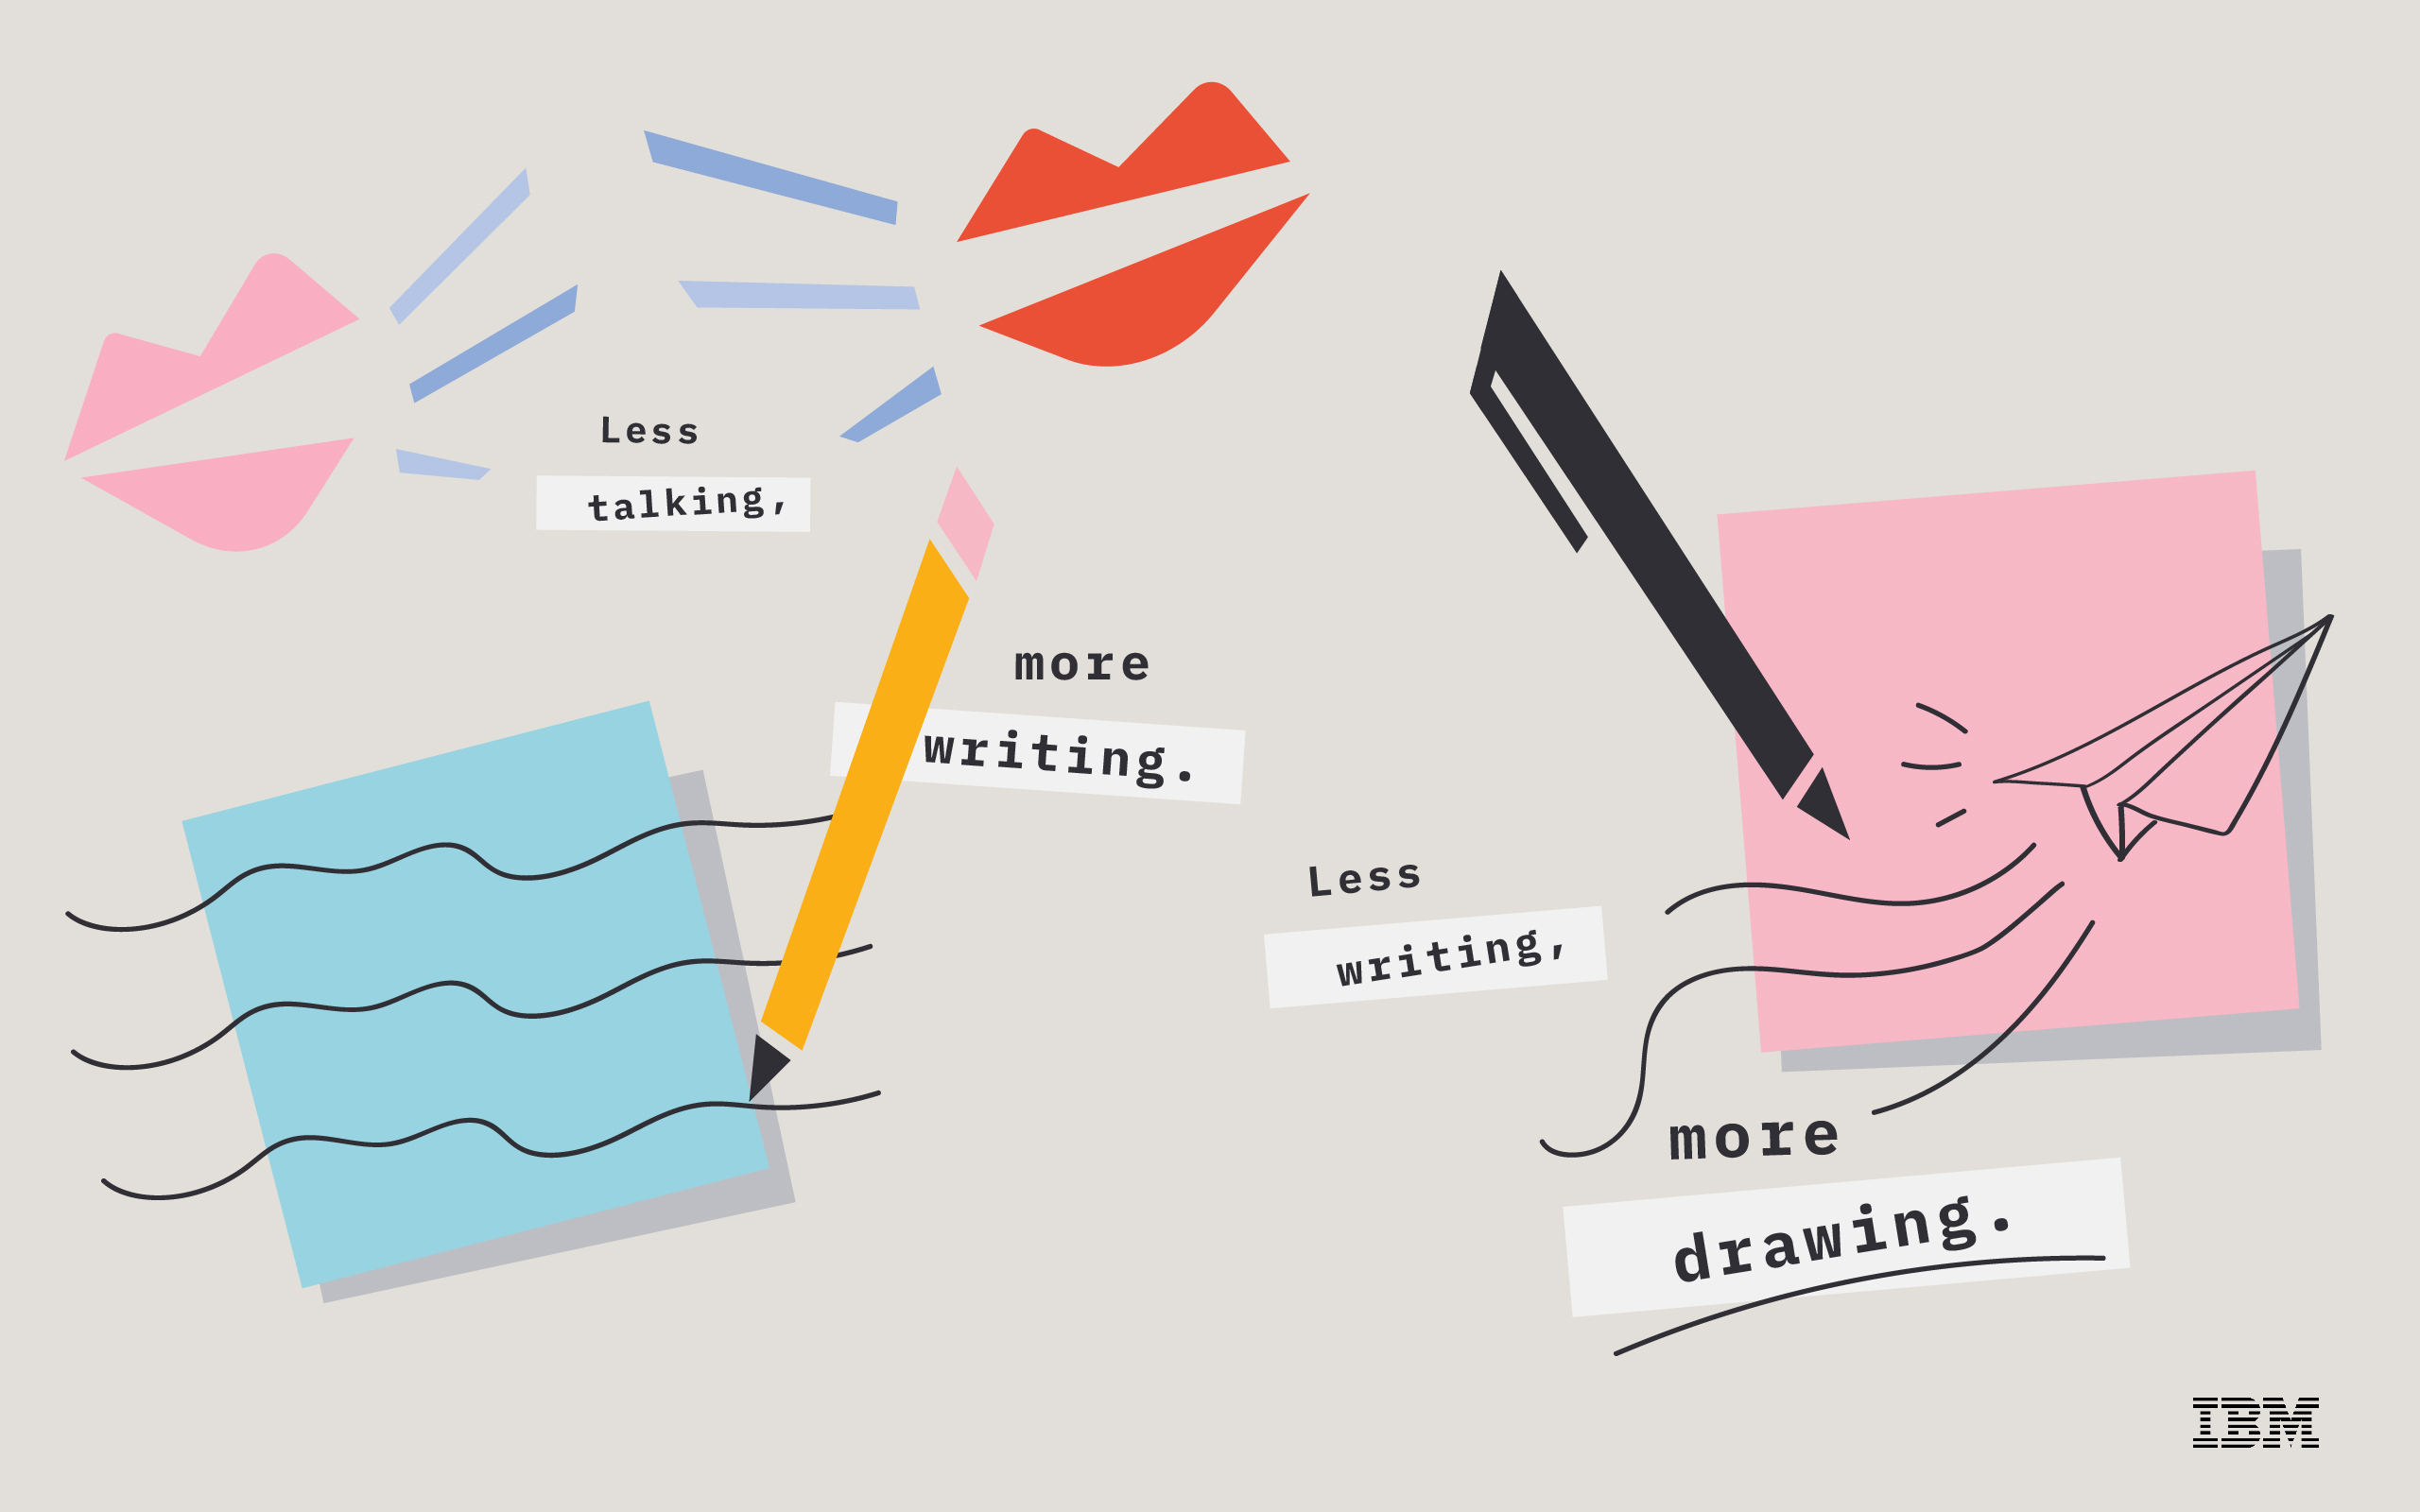 Less
talking,
more
writing.
Less
writing,
more
drawing.
IBM